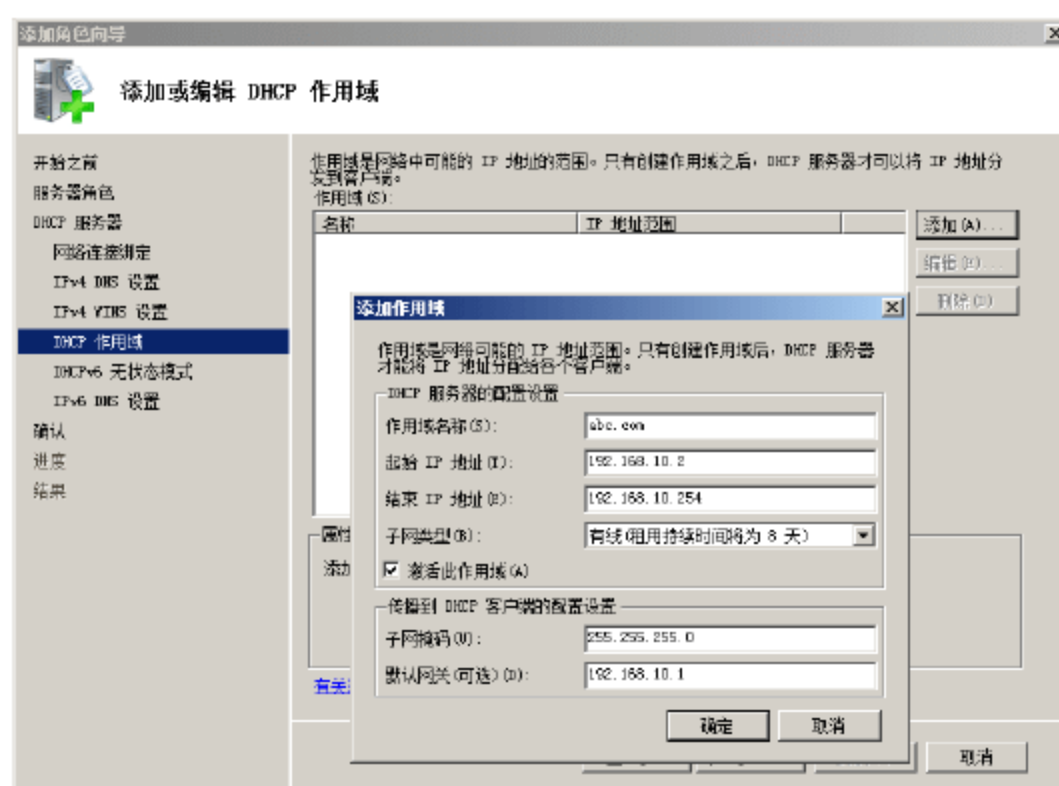 添加角色向导
添加或编辑 DHCP 作用域
开始之前
服务器角色
DHCP 服务器
网络连接绑定
IPv4 DNS 设置
IPv4 WINS 设置
DHCP 作用域
DHCPv6 无状态模式
IPv6 DNS 设置
确认
进度
结果
作用域是网络中可能的 IP 地址的范围。只有创建作用域之后，DHCP 服务器才可以将 IP 地址分
发到客户端。
作用域(S):
名称 IP 地址范围
添加(A)...
编辑(E)...
删除(D)
属性
添加
有关
添加作用域
作用域是网络可能的 IP 地址范围。只有创建作用域后，DHCP 服务器
才能将 IP 地址分配给各个客户端。
DHCP 服务器的配置设置
作用域名称(S): abc.com
起始 IP 地址(T): 192.168.10.2
结束 IP 地址(E): 192.168.10.254
子网类型(B): 有线(租用持续时间将为 8 天)
激活此作用域(A)
传播到 DHCP 客户端的配置设置
子网掩码(U): 255.255.255.0
默认网关(可选)(D): 192.168.10.1
确定 取消
取消